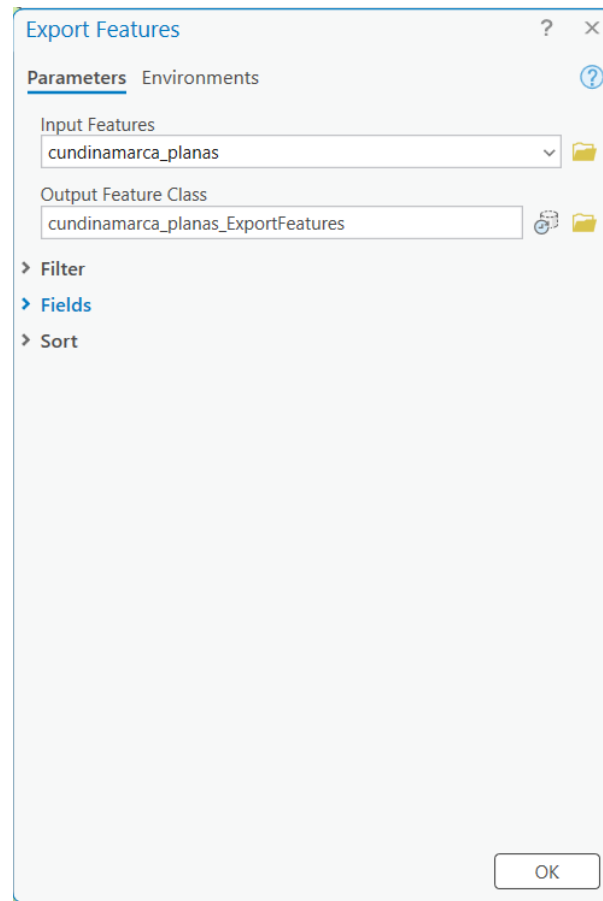 Export Features ? ×
Parameters Environments ?
Input Features
cundinamarca_planas
Output Feature Class
cundinamarca_planas_ExportFeatures
Filter
Fields
Sort
OK